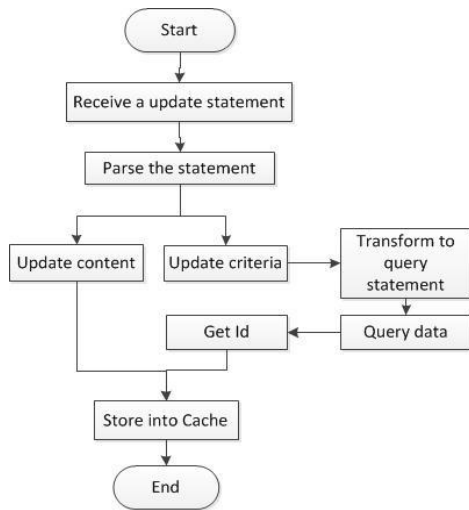 Start
Receive a update statement
Parse the statement
Update content
Update criteria
Transform to
query
statement
Get Id
Query data
Store into Cache
End